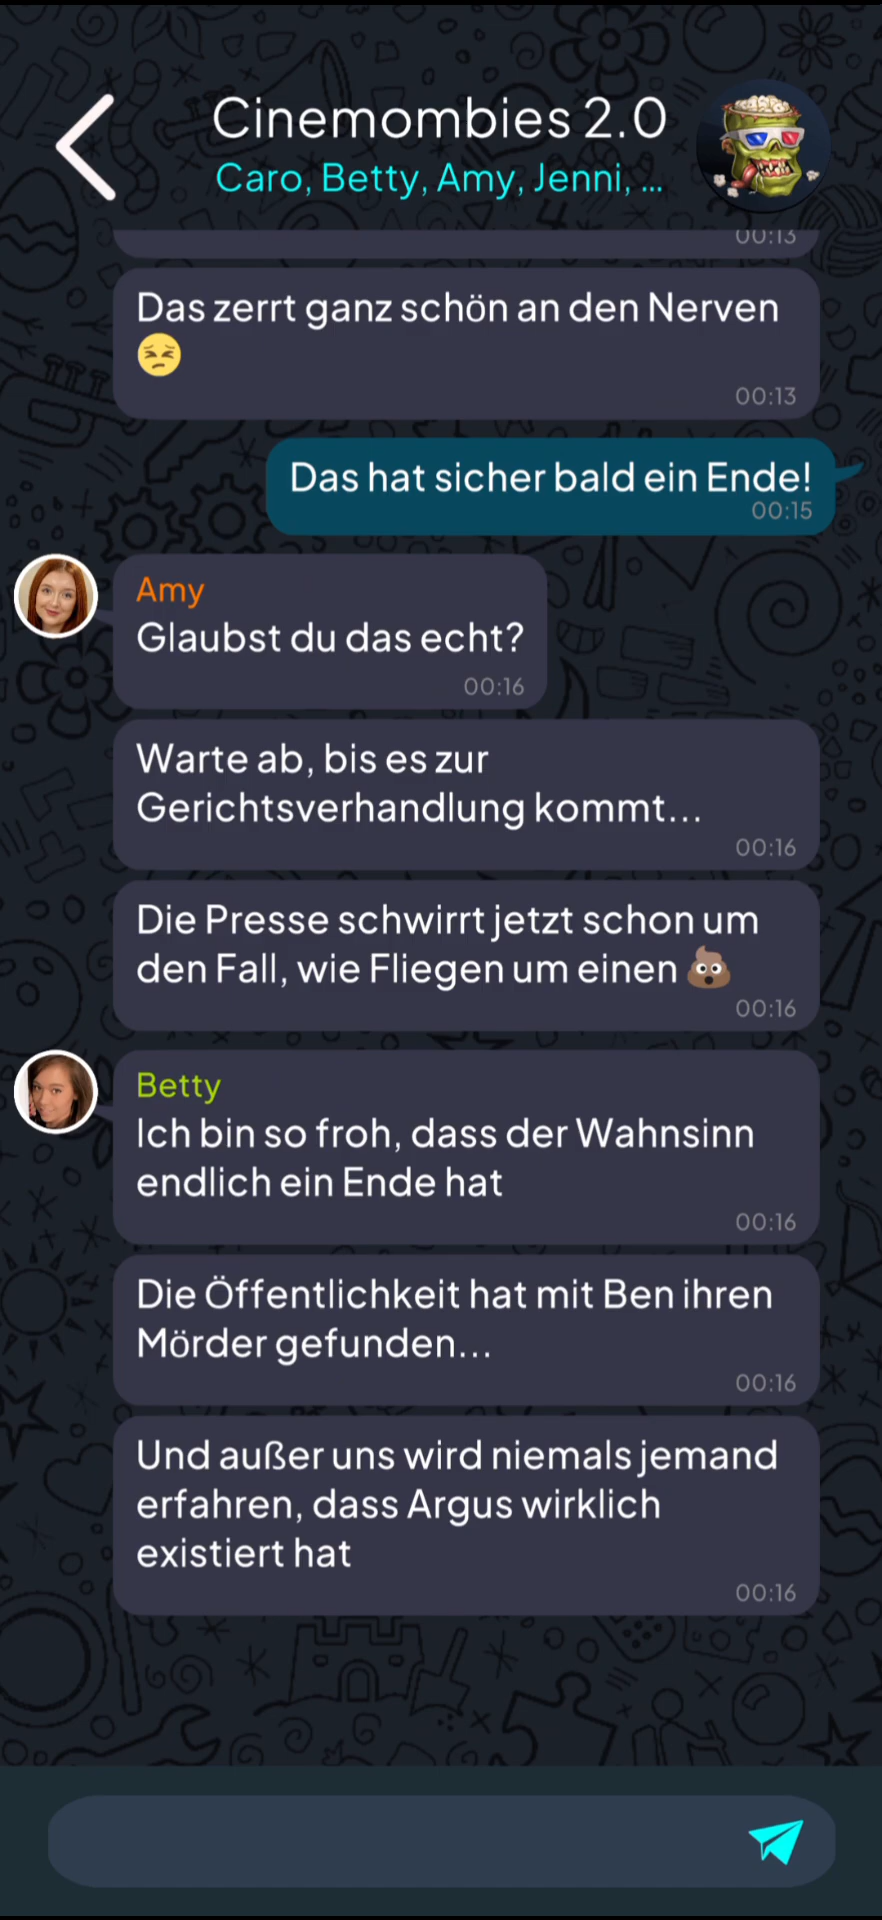 Cinemombies 2.0
Caro, Betty, Amy, Jenni, ...
00:13
Das zerrt ganz schön an den Nerven
😣
00:13
Das hat sicher bald ein Ende!
00:15
Amy
Glaubst du das echt?
00:16
Warte ab, bis es zur
Gerichtsverhandlung kommt...
00:16
Die Presse schwirrt jetzt schon um
den Fall, wie Fliegen um einen 💩
00:16
Betty
Ich bin so froh, dass der Wahnsinn
endlich ein Ende hat
00:16
Die Öffentlichkeit hat mit Ben ihren
Mörder gefunden...
00:16
Und außer uns wird niemals jemand
erfahren, dass Argus wirklich
existiert hat
00:16